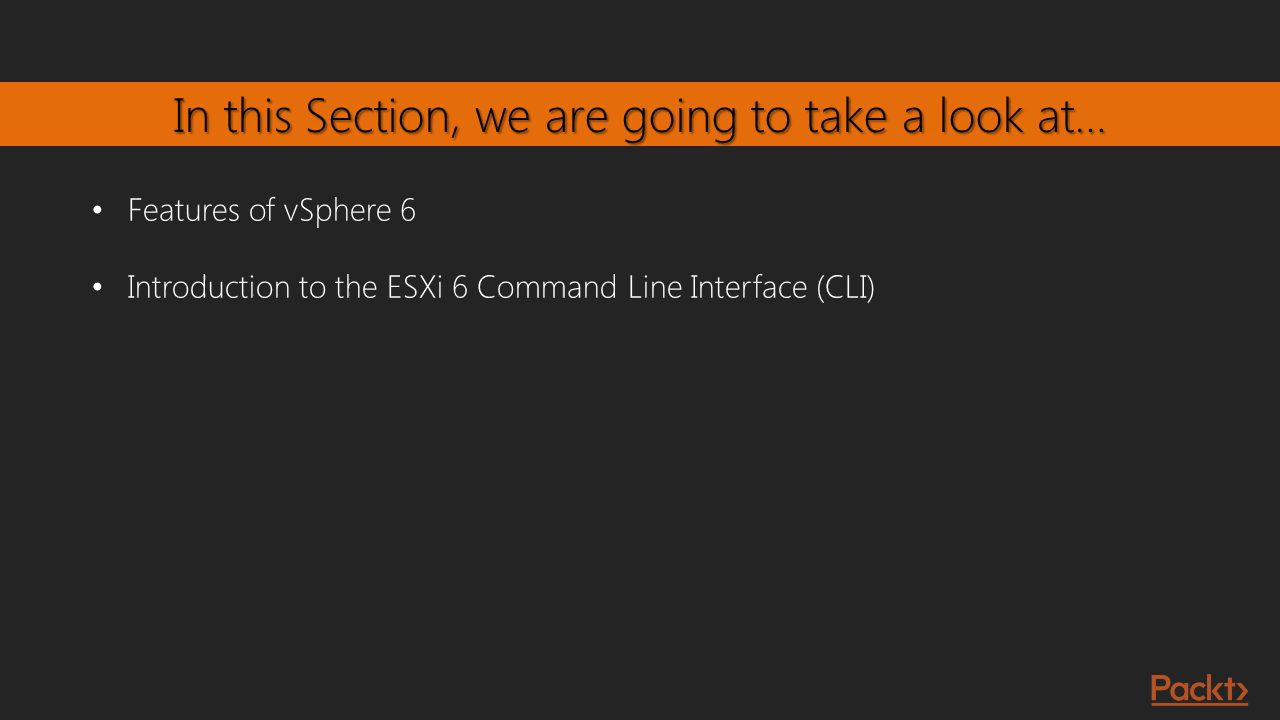 In this Section, we are going to take a look at...
• Features of vSphere 6
• Introduction to the ESXi 6 Command Line Interface (CLI)
Packt>